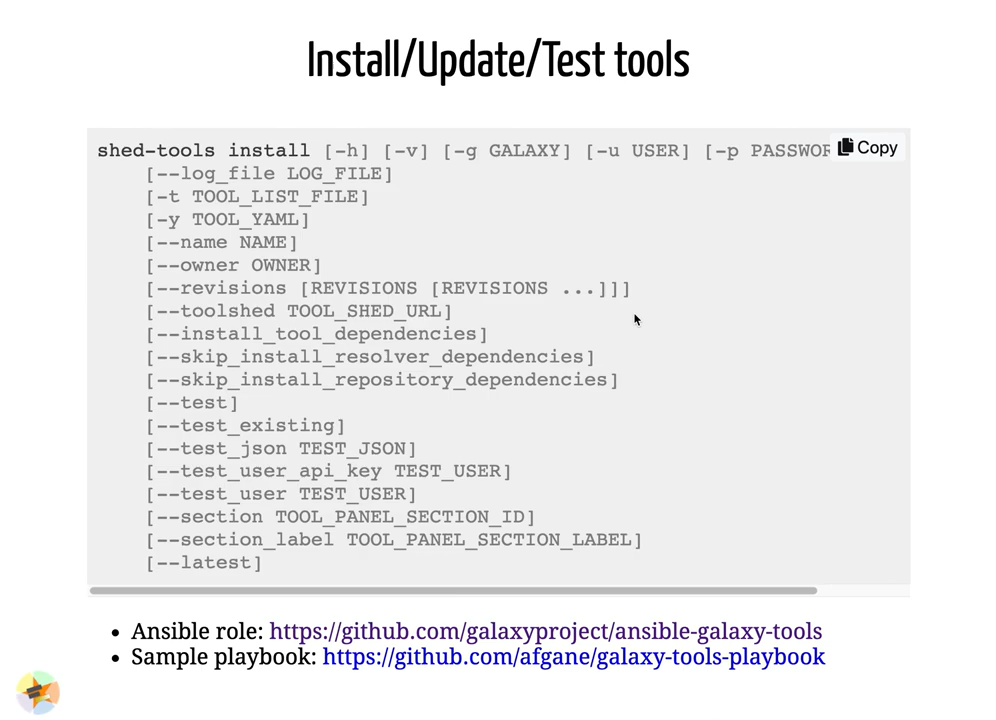 Install/Update/Test tools
shed-tools install [-h] [-v] [-g GALAXY] [-u USER] [-p
Copy
[--log_file LOG_FILE]
[-t TOOL_LIST_FILE]
[-y TOOL_YAML]
[--name NAME]
[--owner OWNER]
[--revisions [REVISIONS [REVISIONS ...]]]
[--toolshed TOOL_SHED_URL]
[--install_tool_dependencies]
[--skip_install_resolver_dependencies]
[--skip_install_repository_dependencies]
[--test]
[--test_existing]
[--test_json TEST_JSON]
[--test_user_api_key TEST_USER]
[--test_user TEST_USER]
[--section TOOL_PANEL_SECTION_ID]
[--section_label TOOL_PANEL_SECTION_LABEL]
[--latest]
• Ansible role: https://github.com/galaxyproject/ansible-galaxy-tools
• Sample playbook: https://github.com/afgane/galaxy-tools-playbook